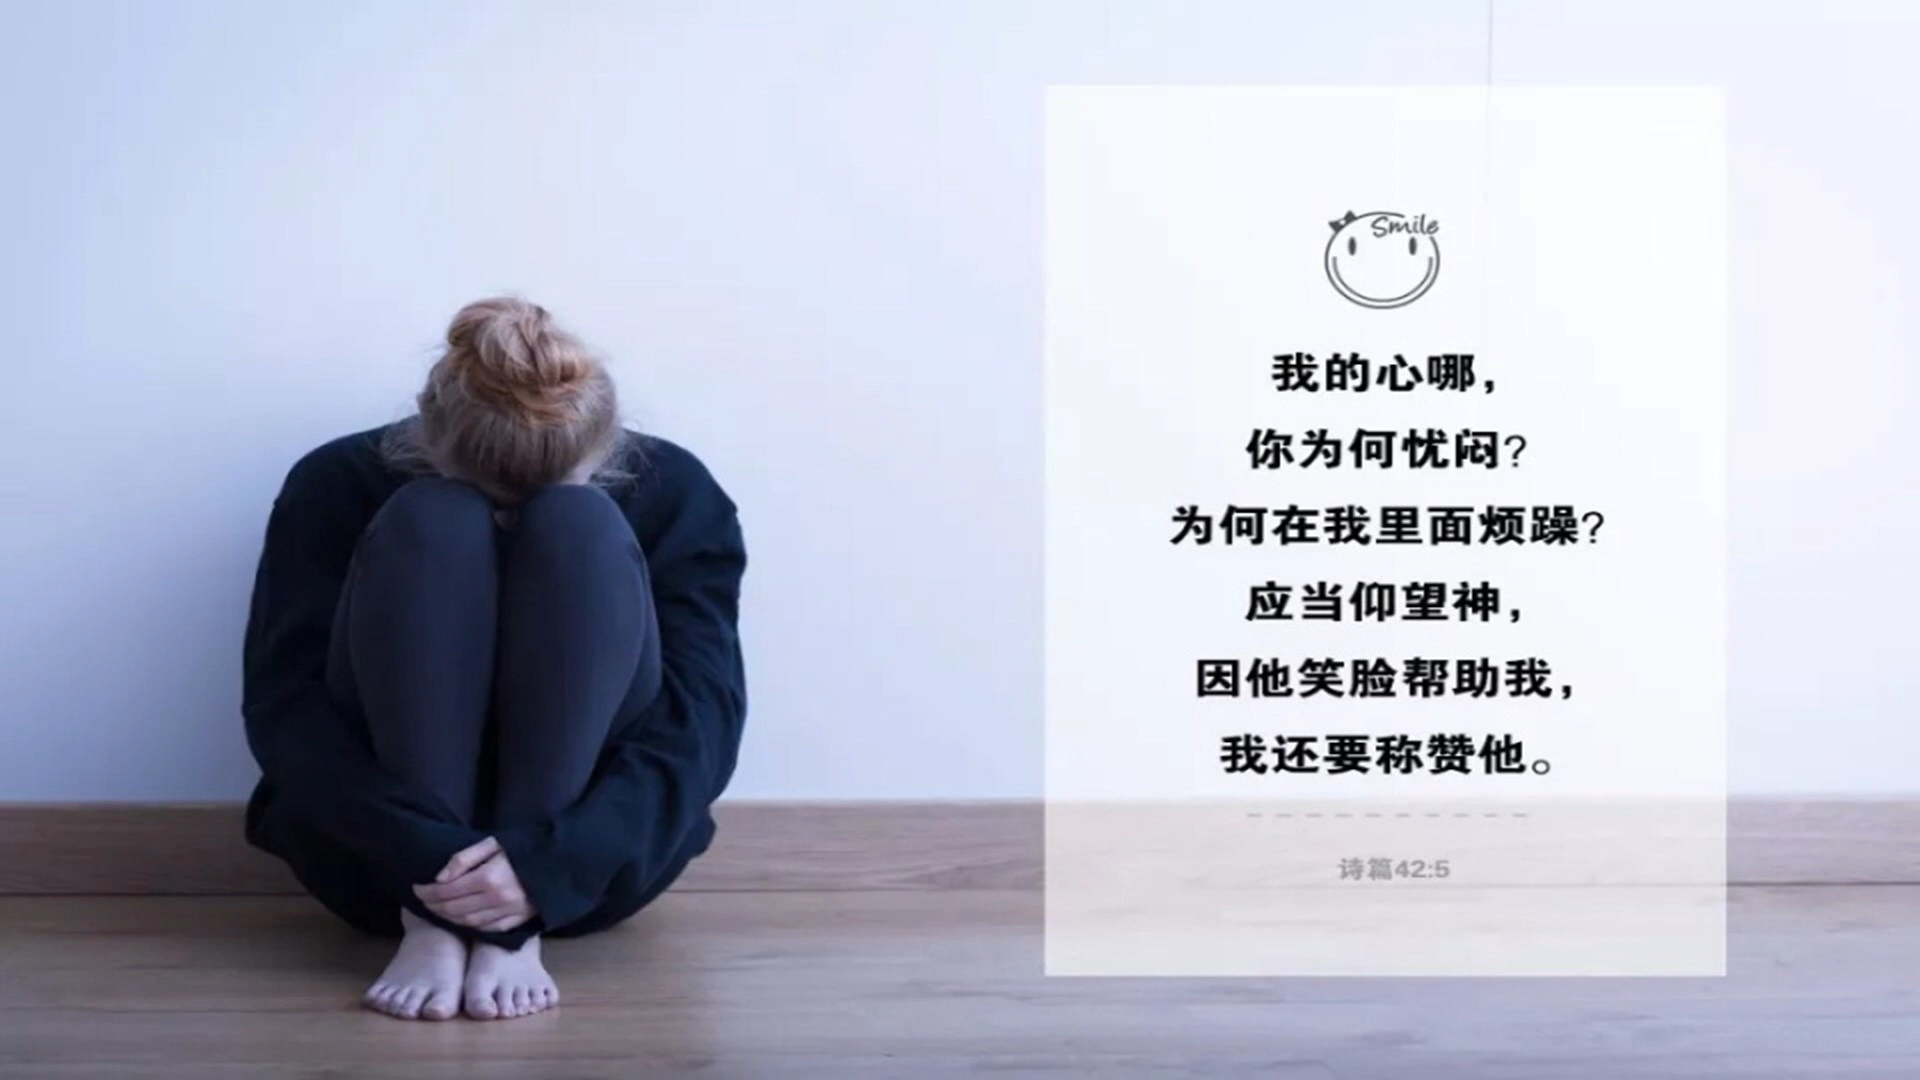 Smile
我的心哪，
你为何忧闷？
为何在我里面烦躁？
应当仰望神，
因他笑脸帮助我，
我还要称赞他。
诗篇42:5